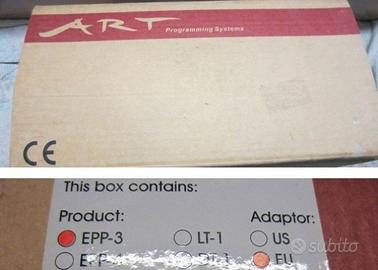 ART
Programming Systems
CE
This box contains:
Product: Adaptor:
EPP-3 LT-1 US
EU
subito